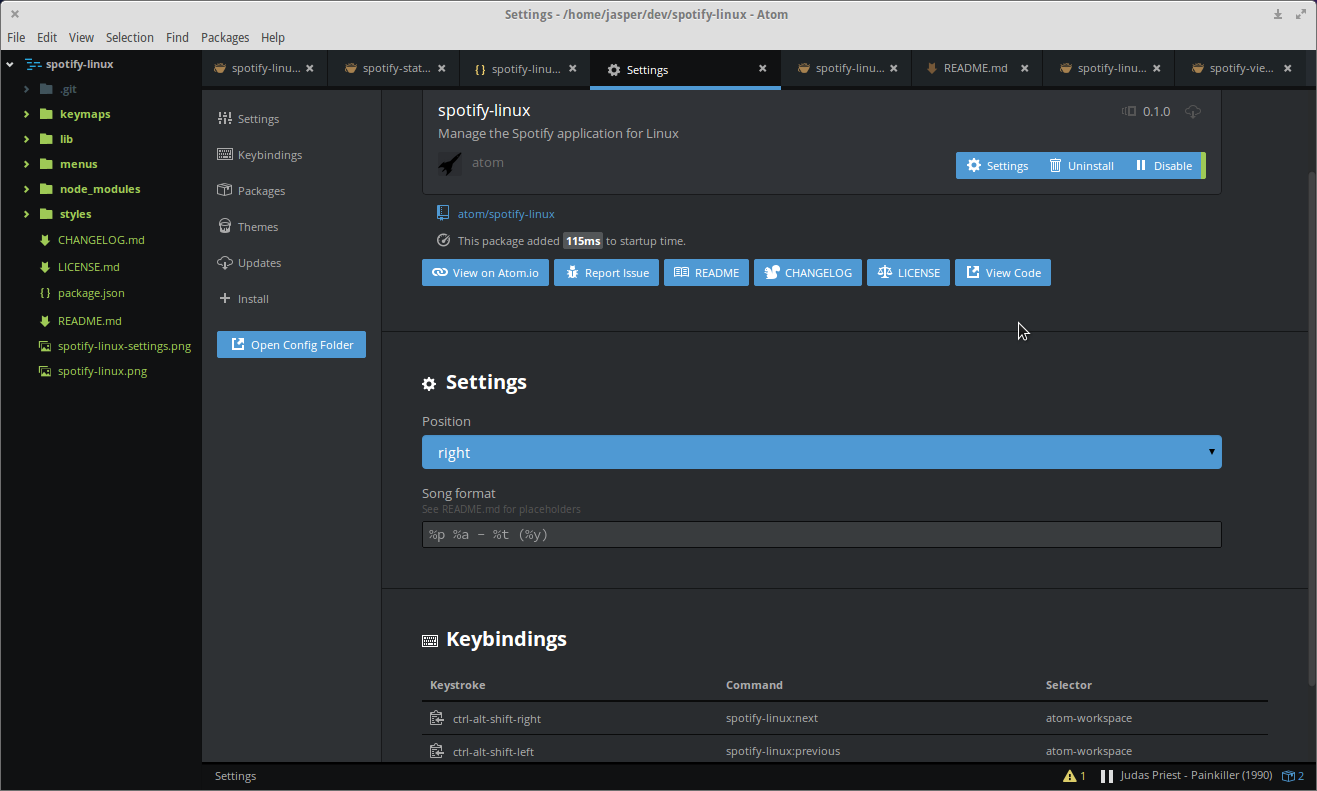 Settings - /home/jasper/dev/spotify-linux - Atom
File Edit View Selection Find Packages Help
spotify-linux
.git
keymaps
lib
menus
node_modules
styles
CHANGELOG.md
LICENSE.md
package.json
README.md
spotify-linux-settings.png
spotify-linux.png
spotify-linu... spotify-stat... spotify-linu... Settings spotify-linu... README.md spotify-linu... spotify-vie...
Settings
Keybindings
Packages
Themes
Updates
Install
Open Config Folder
spotify-linux 0.1.0
Manage the Spotify application for Linux
atom
Settings Uninstall Disable
atom/spotify-linux
This package added 115ms to startup time.
View on Atom.io Report Issue README CHANGELOG LICENSE View Code
Settings
Position
right
Song format
See README.md for placeholders
%p %a - %t (%y)
Keybindings
Keystroke Command Selector
ctrl-alt-shift-right spotify-linux:next atom-workspace
ctrl-alt-shift-left spotify-linux:previous atom-workspace
Settings 1 Judas Priest - Painkiller (1990) 2